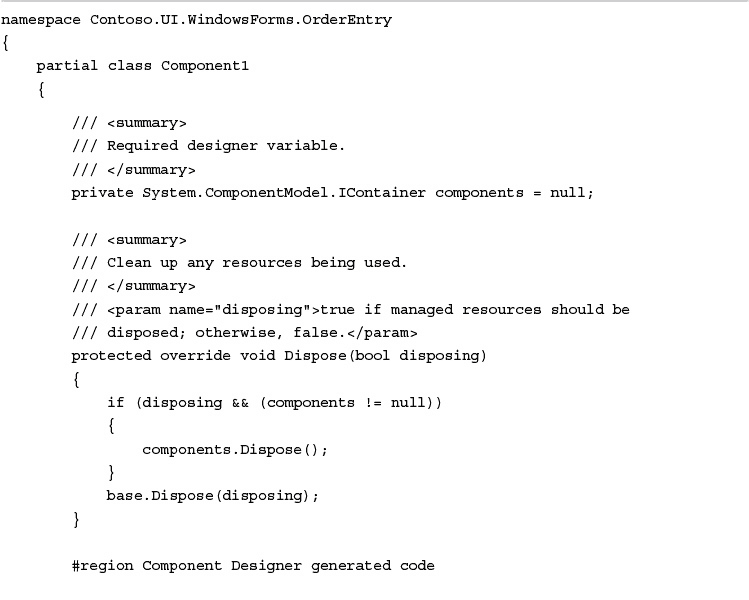 namespace Contoso.UI.WindowsForms.OrderEntry
{
    partial class Component1
    {
        /// <summary>
        /// Required designer variable.
        /// </summary>
        private System.ComponentModel.IContainer components = null;

        /// <summary>
        /// Clean up any resources being used.
        /// </summary>
        /// <param name="disposing">true if managed resources should be
        /// disposed; otherwise, false.</param>
        protected override void Dispose(bool disposing)
        {
            if (disposing && (components != null))
            {
                components.Dispose();
            }
            base.Dispose(disposing);
        }

        #region Component Designer generated code